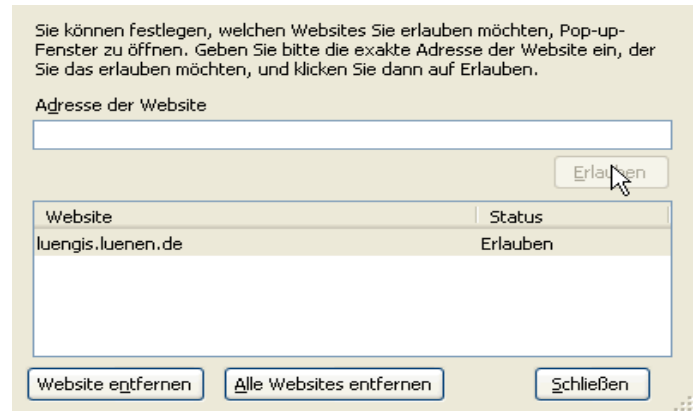 Sie können festlegen, welchen Websites Sie erlauben möchten, Pop-up-
Fenster zu öffnen. Geben Sie bitte die exakte Adresse der Website ein, der
Sie das erlauben möchten, und klicken Sie dann auf Erlauben.
Adresse der Website
Erlauben
Website Status
luengis.luenen.de Erlauben
Website entfernen Alle Websites entfernen Schließen